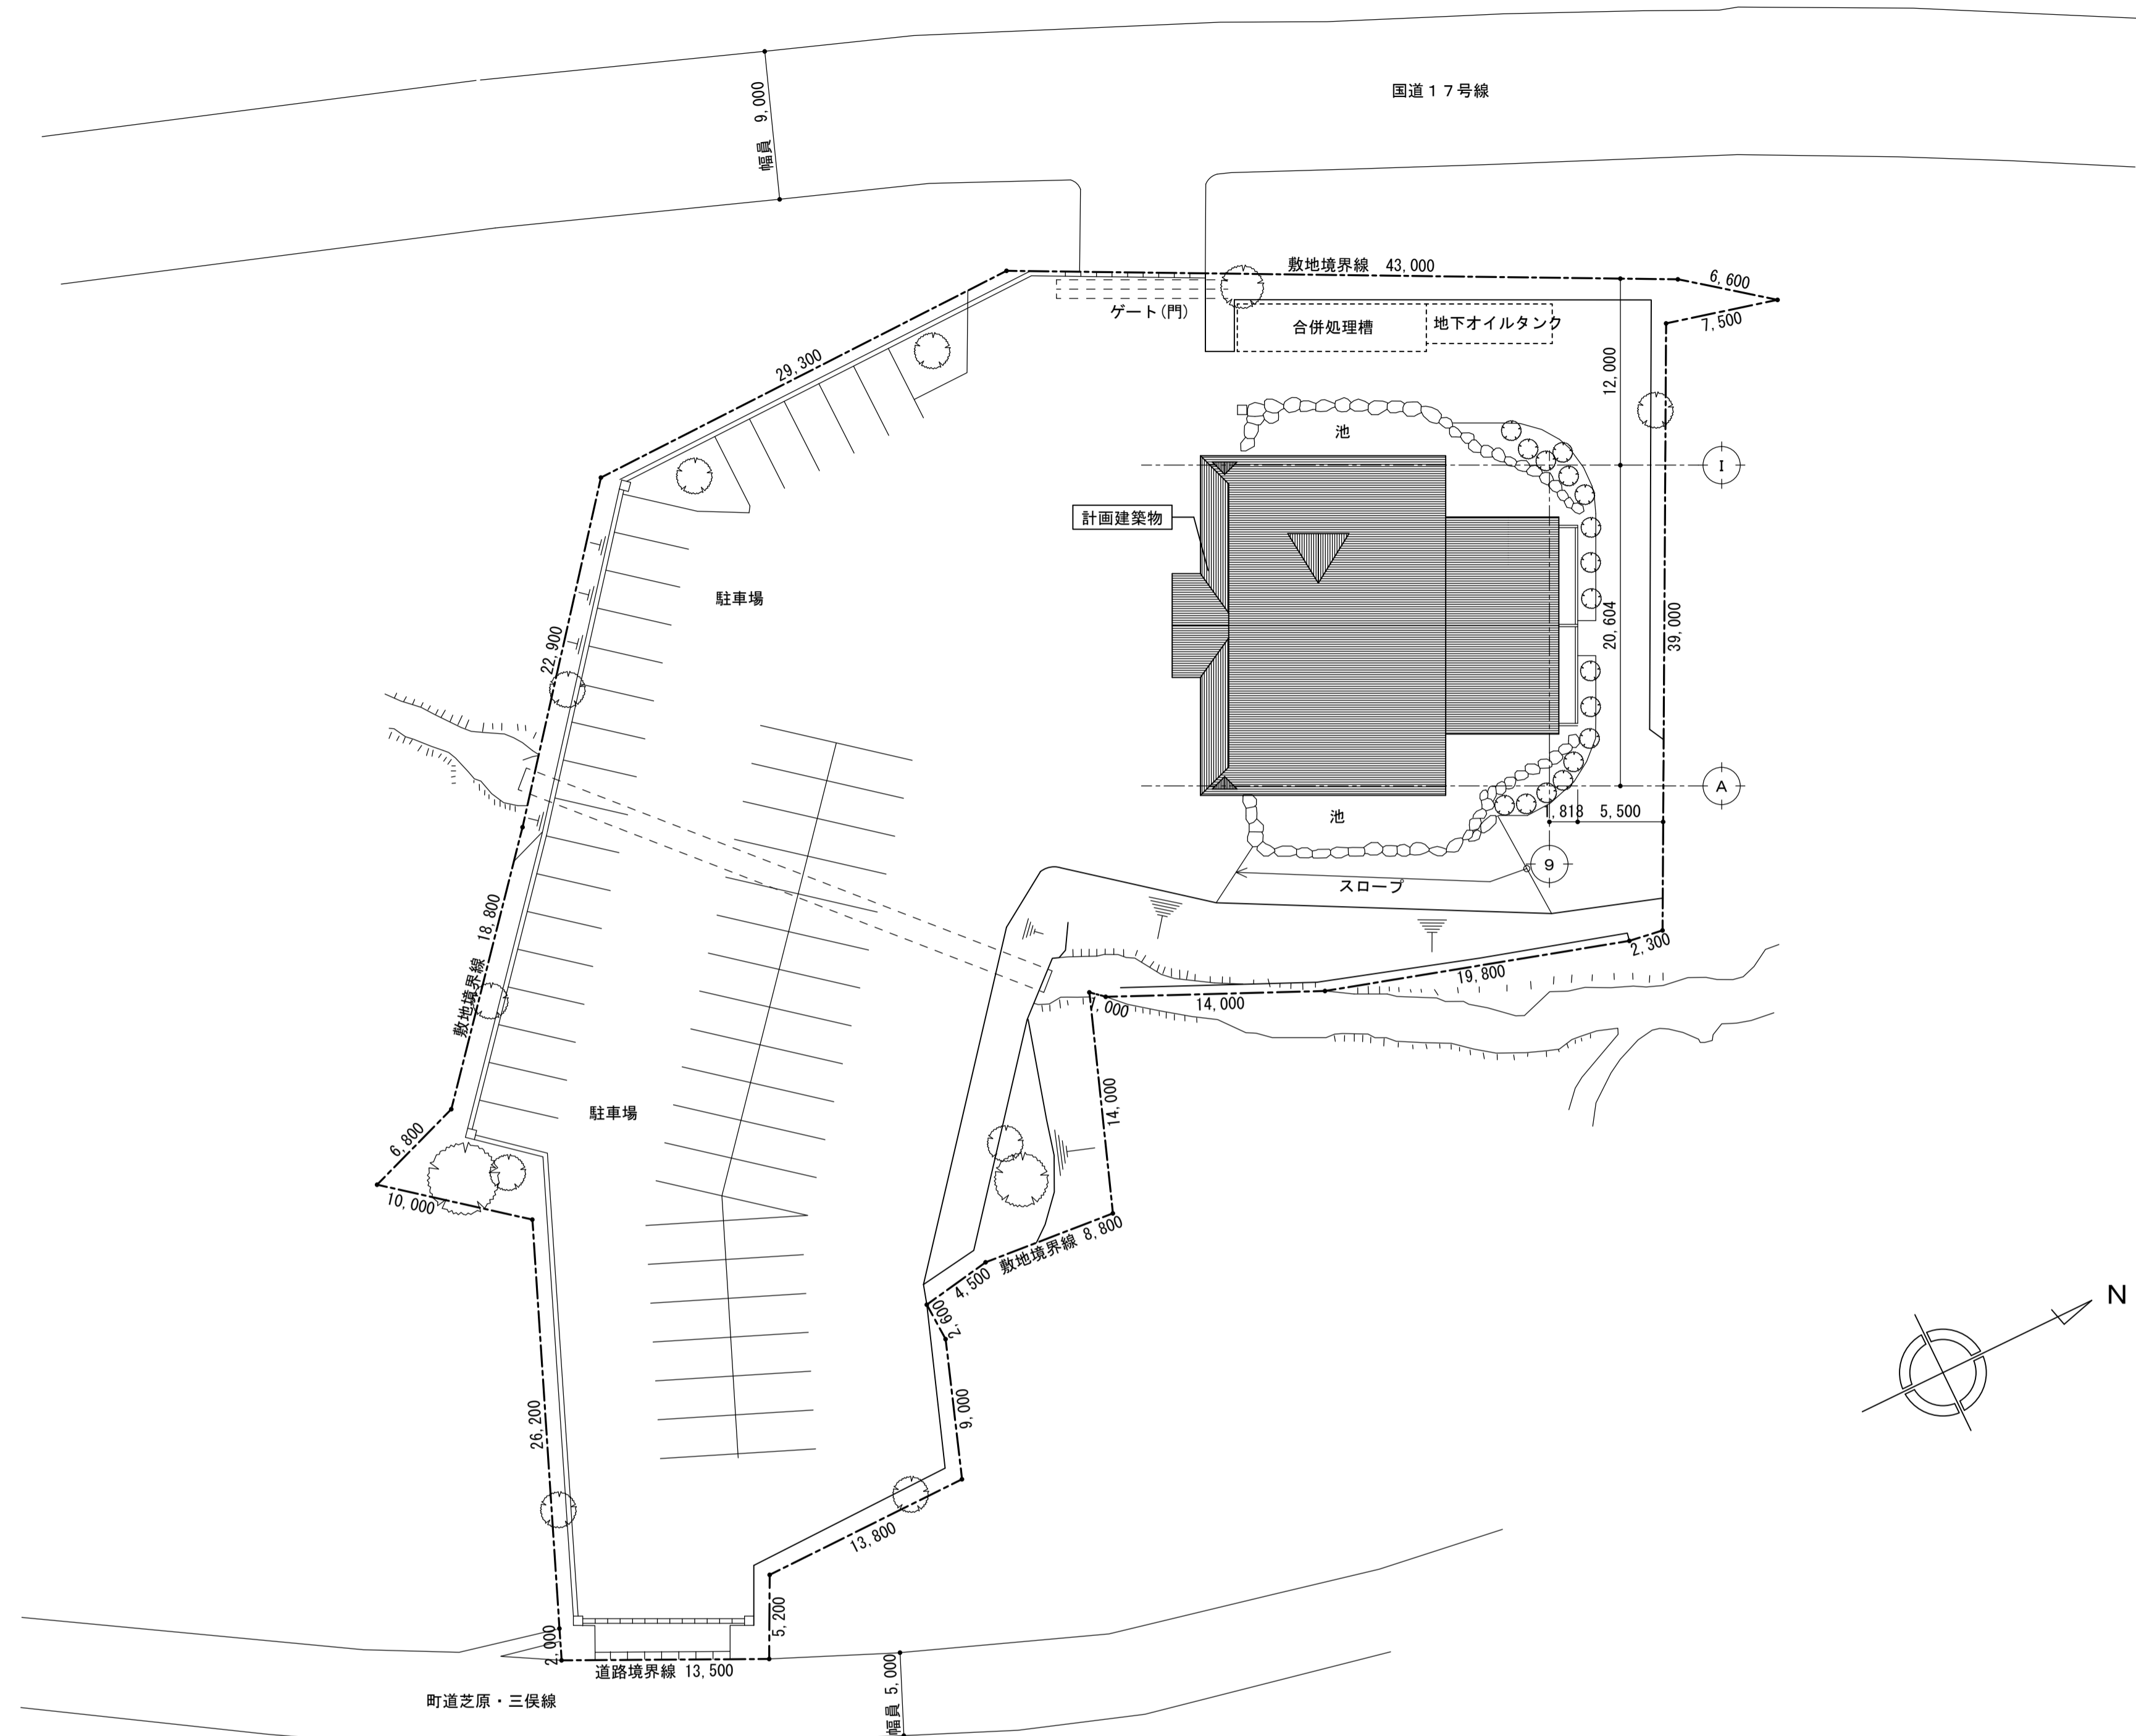 国道１７号線
幅員 9,000
敷地境界線 43,000
6,600
7,500
ゲート(門)
合併処理槽
地下オイルタンク
29,300
12,000
池
I
計画建築物
駐車場
20,604
39,000
22,900
A
池
1,818 5,500
9
スロープ
敷地境界線 18,800
2,300
19,800
14,000
1,000
14,000
駐車場
6,800
10,000
敷地境界線 8,800
4,500
2,600
9,000
26,200
13,800
5,200
2,000
道路境界線 13,500
幅員 5,000
町道芝原・三俣線
N